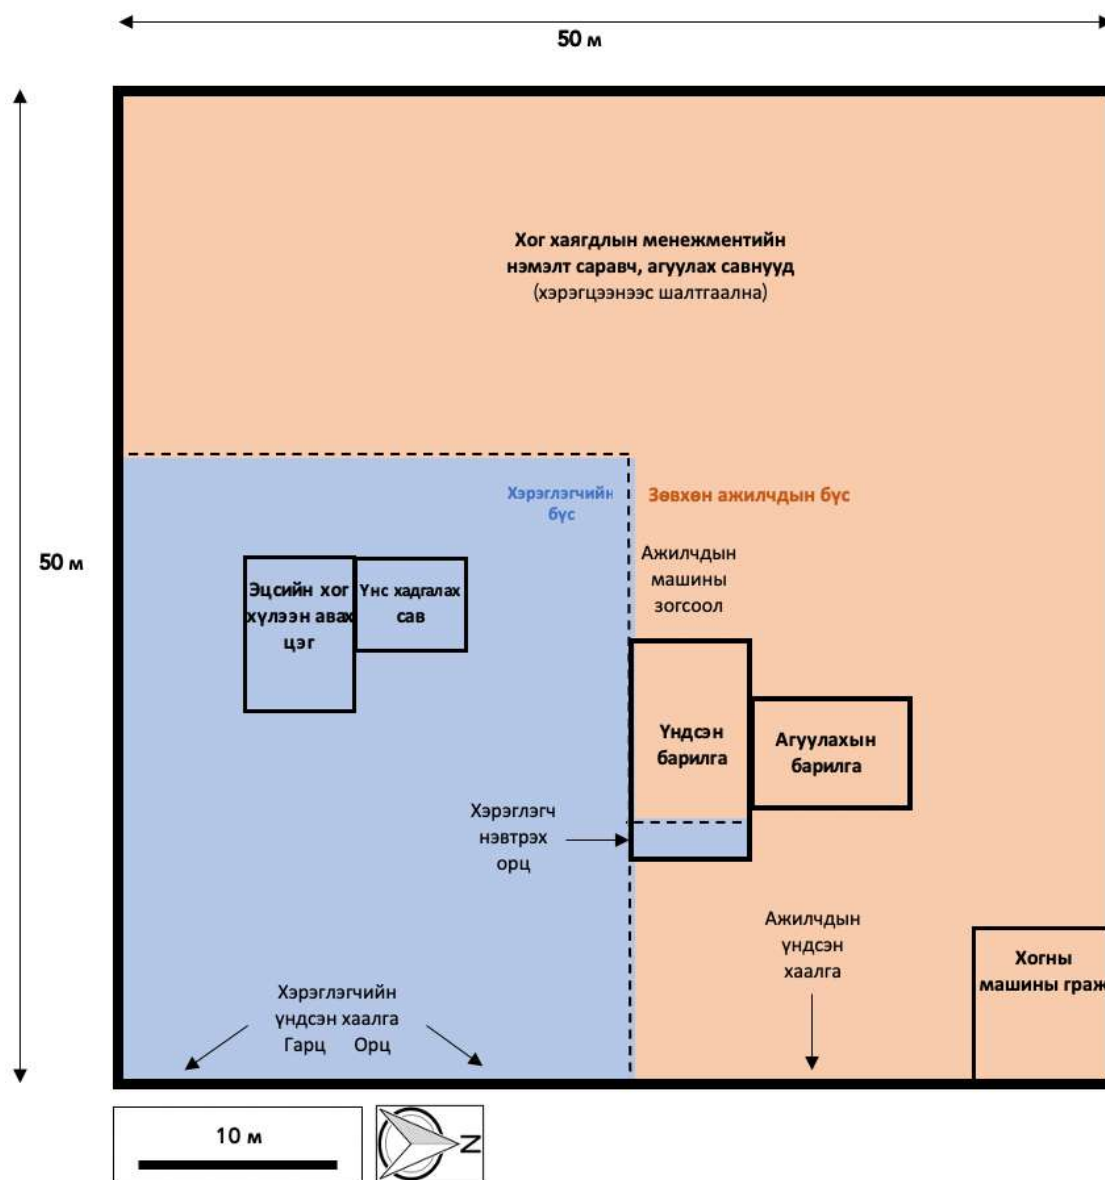 50 м
Хог хаягдлын менежментийн
нэмэлт саравч, агуулах савнууд
(хэрэгцээнээс шалтгаална)
50 м
Хэрэглэгчийн
бүс
Зөвхөн ажилчдын бүс
Ажилчдын
машины
зогсоол
Эцсийн хог
хүлээн авах
цэг
Үнс хадгалах
сав
Үндсэн
барилга
Агуулахын
барилга
Хэрэглэгч
нэвтрэх
орц
Ажилчдын
үндсэн
хаалга
Хогны
машины граж
Хэрэглэгчийн
үндсэн хаалга
Гарц Орц
10 м
N